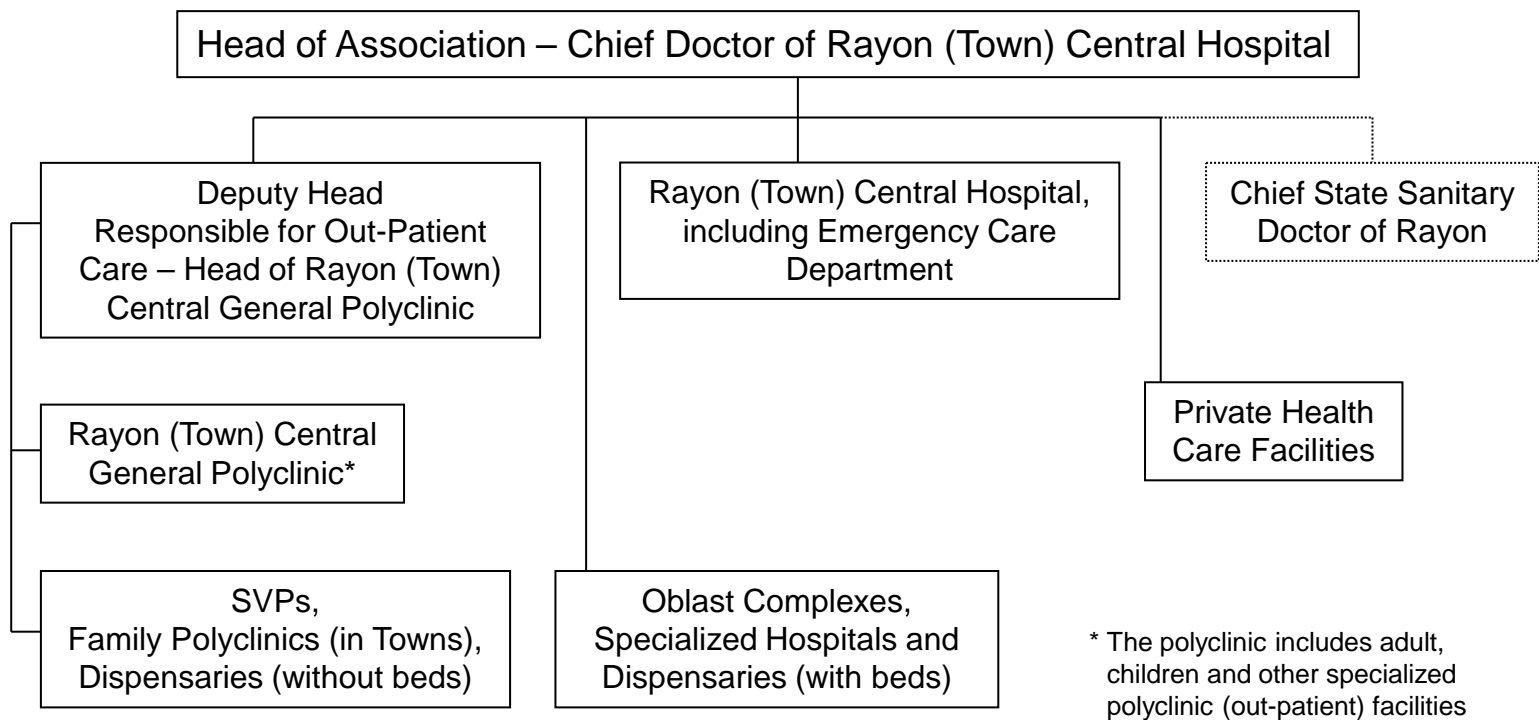 Head of Association – Chief Doctor of Rayon (Town) Central Hospital
Deputy Head
Responsible for Out-Patient
Care – Head of Rayon (Town)
Central General Polyclinic
Rayon (Town) Central Hospital,
including Emergency Care
Department
Chief State Sanitary
Doctor of Rayon
Rayon (Town) Central
General Polyclinic*
Private Health
Care Facilities
SVPs,
Family Polyclinics (in Towns),
Dispensaries (without beds)
Oblast Complexes,
Specialized Hospitals and
Dispensaries (with beds)
* The polyclinic includes adult,
children and other specialized
polyclinic (out-patient) facilities